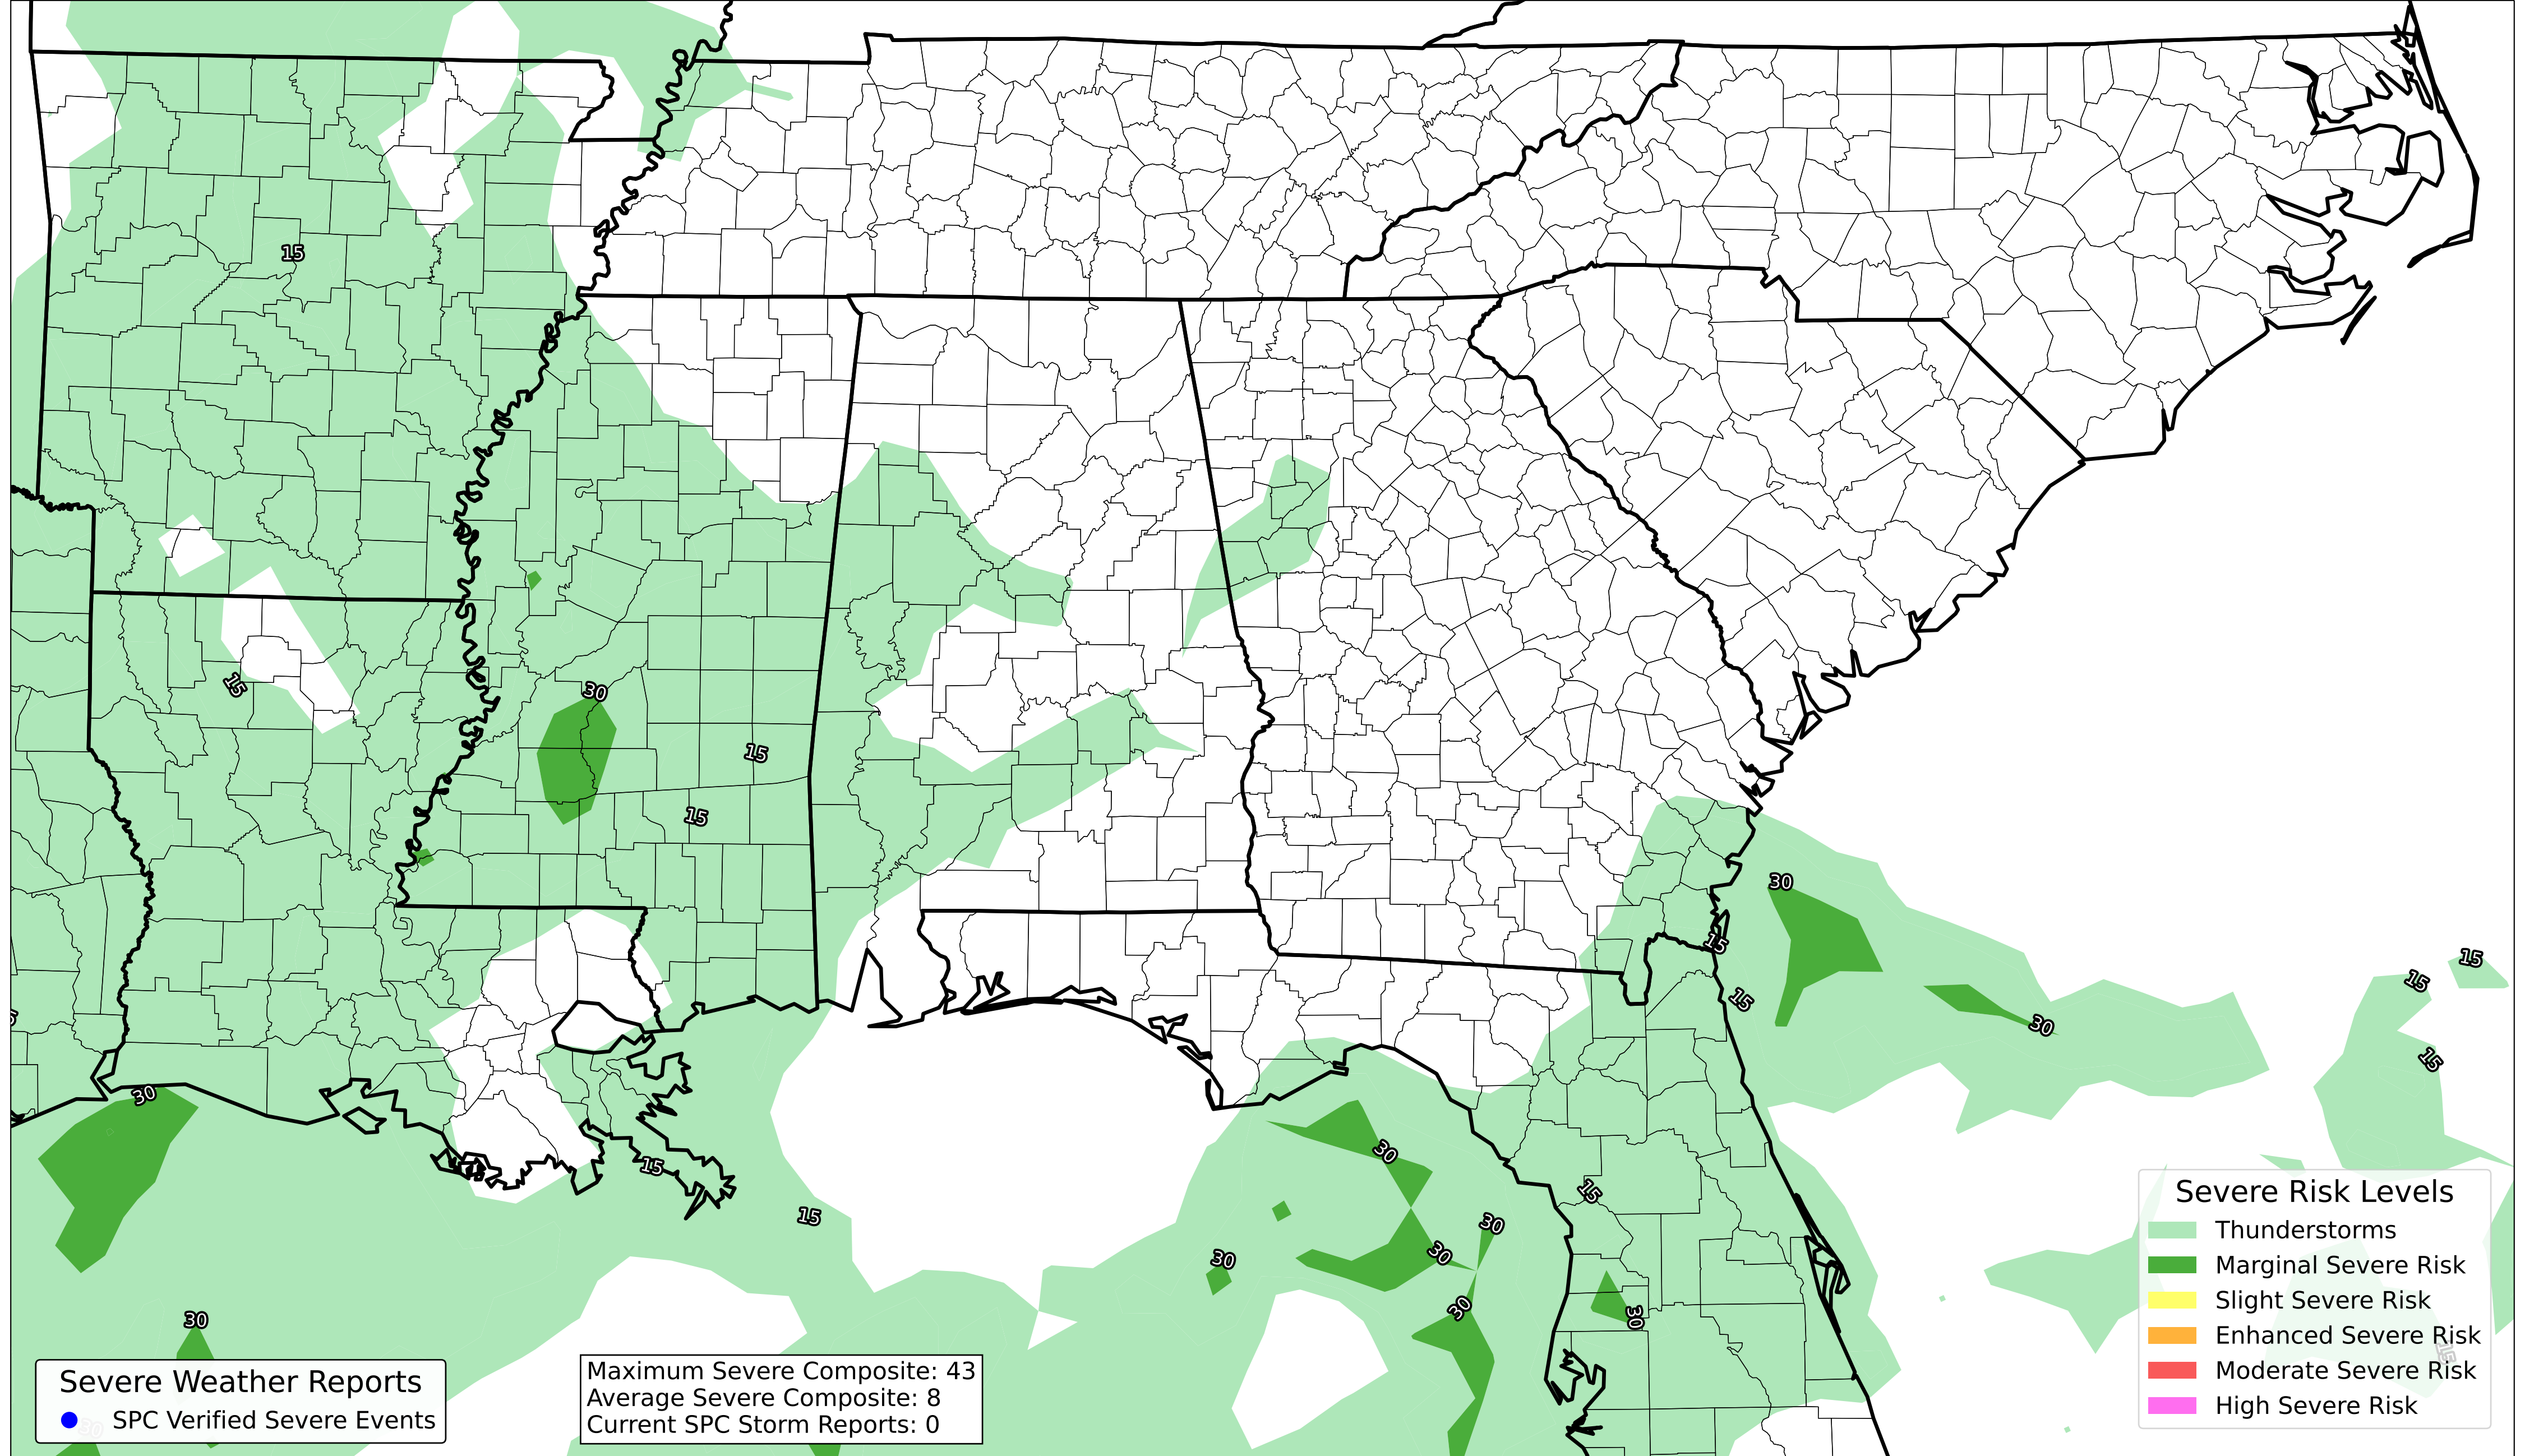 15
15
30
15
15
30
15
15
15
15
30
30
15
30
15
15
15
30
30
30
30
30
30
15
30
Severe Risk Levels
Thunderstorms
Marginal Severe Risk
Slight Severe Risk
Enhanced Severe Risk
Moderate Severe Risk
High Severe Risk
Severe Weather Reports
SPC Verified Severe Events
Maximum Severe Composite: 43
Average Severe Composite: 8
Current SPC Storm Reports: 0